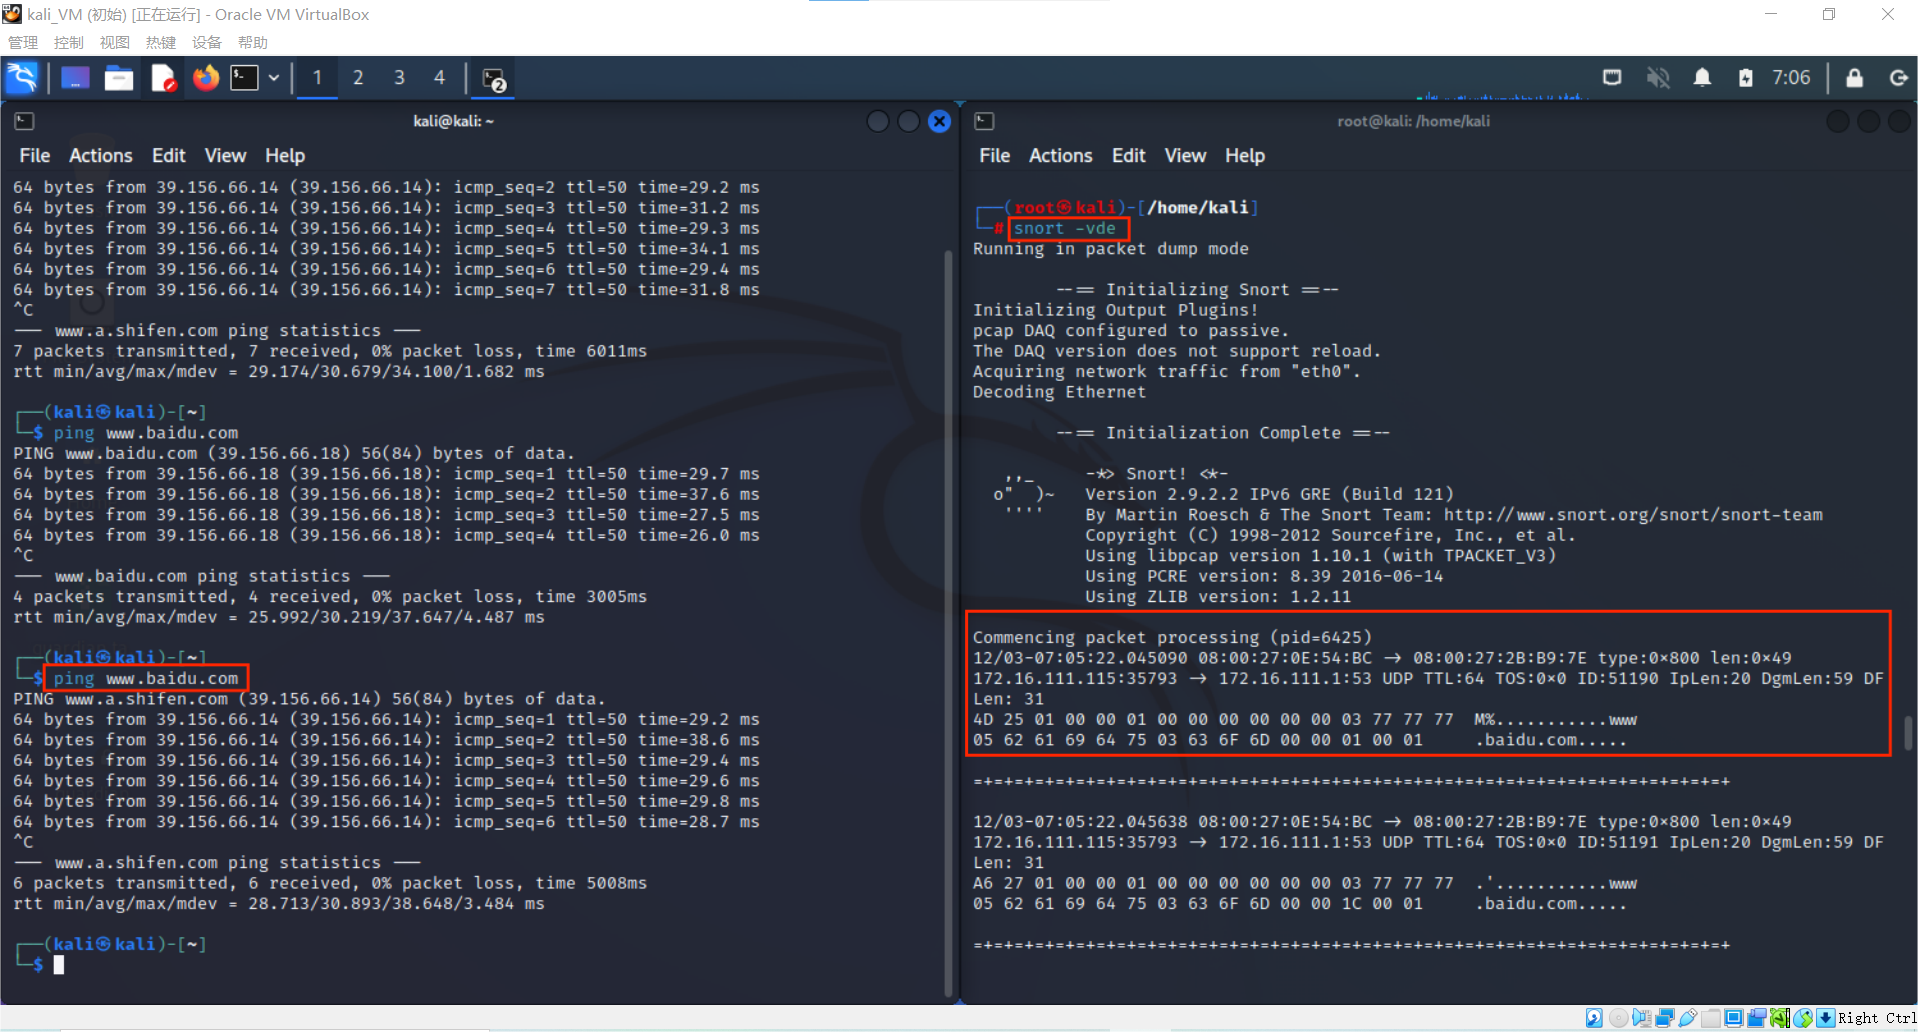 kali_VM (初始) [正在运行] - Oracle VM VirtualBox
管理 控制 视图 热键 设备 帮助
1 2 3 4 2 7:06
kali@kali: ~
File Actions Edit View Help
64 bytes from 39.156.66.14 (39.156.66.14): icmp_seq=2 ttl=50 time=29.2 ms
64 bytes from 39.156.66.14 (39.156.66.14): icmp_seq=3 ttl=50 time=31.2 ms
64 bytes from 39.156.66.14 (39.156.66.14): icmp_seq=4 ttl=50 time=29.3 ms
64 bytes from 39.156.66.14 (39.156.66.14): icmp_seq=5 ttl=50 time=34.1 ms
64 bytes from 39.156.66.14 (39.156.66.14): icmp_seq=6 ttl=50 time=29.4 ms
64 bytes from 39.156.66.14 (39.156.66.14): icmp_seq=7 ttl=50 time=31.8 ms
^C
--- www.a.shifen.com ping statistics ---
7 packets transmitted, 7 received, 0% packet loss, time 6011ms
rtt min/avg/max/mdev = 29.174/30.679/34.100/1.682 ms
┌──(kali㉿kali)-[~]
└─$ ping www.baidu.com
PING www.baidu.com (39.156.66.18) 56(84) bytes of data.
64 bytes from 39.156.66.18 (39.156.66.18): icmp_seq=1 ttl=50 time=29.7 ms
64 bytes from 39.156.66.18 (39.156.66.18): icmp_seq=2 ttl=50 time=37.6 ms
64 bytes from 39.156.66.18 (39.156.66.18): icmp_seq=3 ttl=50 time=27.5 ms
64 bytes from 39.156.66.18 (39.156.66.18): icmp_seq=4 ttl=50 time=26.0 ms
^C
--- www.baidu.com ping statistics ---
4 packets transmitted, 4 received, 0% packet loss, time 3005ms
rtt min/avg/max/mdev = 25.992/30.219/37.647/4.487 ms
┌──(kali㉿kali)-[~]
└─$ ping www.baidu.com
PING www.a.shifen.com (39.156.66.14) 56(84) bytes of data.
64 bytes from 39.156.66.14 (39.156.66.14): icmp_seq=1 ttl=50 time=29.2 ms
64 bytes from 39.156.66.14 (39.156.66.14): icmp_seq=2 ttl=50 time=38.6 ms
64 bytes from 39.156.66.14 (39.156.66.14): icmp_seq=3 ttl=50 time=29.4 ms
64 bytes from 39.156.66.14 (39.156.66.14): icmp_seq=4 ttl=50 time=29.6 ms
64 bytes from 39.156.66.14 (39.156.66.14): icmp_seq=5 ttl=50 time=29.8 ms
64 bytes from 39.156.66.14 (39.156.66.14): icmp_seq=6 ttl=50 time=28.7 ms
^C
--- www.a.shifen.com ping statistics ---
6 packets transmitted, 6 received, 0% packet loss, time 5008ms
rtt min/avg/max/mdev = 28.713/30.893/38.648/3.484 ms
┌──(kali㉿kali)-[~]
└─$
root@kali: /home/kali
File Actions Edit View Help
┌──(root㉿kali)-[/home/kali]
└─# snort -vde
Running in packet dump mode
--== Initializing Snort ==--
Initializing Output Plugins!
pcap DAQ configured to passive.
The DAQ version does not support reload.
Acquiring network traffic from "eth0".
Decoding Ethernet
--== Initialization Complete ==--
,,_ -*> Snort! <*-
o" )~ Version 2.9.2.2 IPv6 GRE (Build 121)
'''' By Martin Roesch & The Snort Team: http://www.snort.org/snort/snort-team
Copyright (C) 1998-2012 Sourcefire, Inc., et al.
Using libpcap version 1.10.1 (with TPACKET_V3)
Using PCRE version: 8.39 2016-06-14
Using ZLIB version: 1.2.11
Commencing packet processing (pid=6425)
12/03-07:05:22.045090 08:00:27:0E:54:BC -> 08:00:27:2B:B9:7E type:0x800 len:0x49
172.16.111.115:35793 -> 172.16.111.1:53 UDP TTL:64 TOS:0x0 ID:51190 IpLen:20 DgmLen:59 DF
Len: 31
4D 25 01 00 00 01 00 00 00 00 00 00 03 77 77 77 M%...........www
05 62 61 69 64 75 03 63 6F 6D 00 00 01 00 01 .baidu.com.....
=+=+=+=+=+=+=+=+=+=+=+=+=+=+=+=+=+=+=+=+=+=+=+=+=+=+=+=+=+=+=+=+=+=+=+=+=+
12/03-07:05:22.045638 08:00:27:0E:54:BC -> 08:00:27:2B:B9:7E type:0x800 len:0x49
172.16.111.115:35793 -> 172.16.111.1:53 UDP TTL:64 TOS:0x0 ID:51191 IpLen:20 DgmLen:59 DF
Len: 31
A6 27 01 00 00 01 00 00 00 00 00 00 03 77 77 77 .'...........www
05 62 61 69 64 75 03 63 6F 6D 00 00 1C 00 01 .baidu.com.....
=+=+=+=+=+=+=+=+=+=+=+=+=+=+=+=+=+=+=+=+=+=+=+=+=+=+=+=+=+=+=+=+=+=+=+=+=+
Right Ctrl